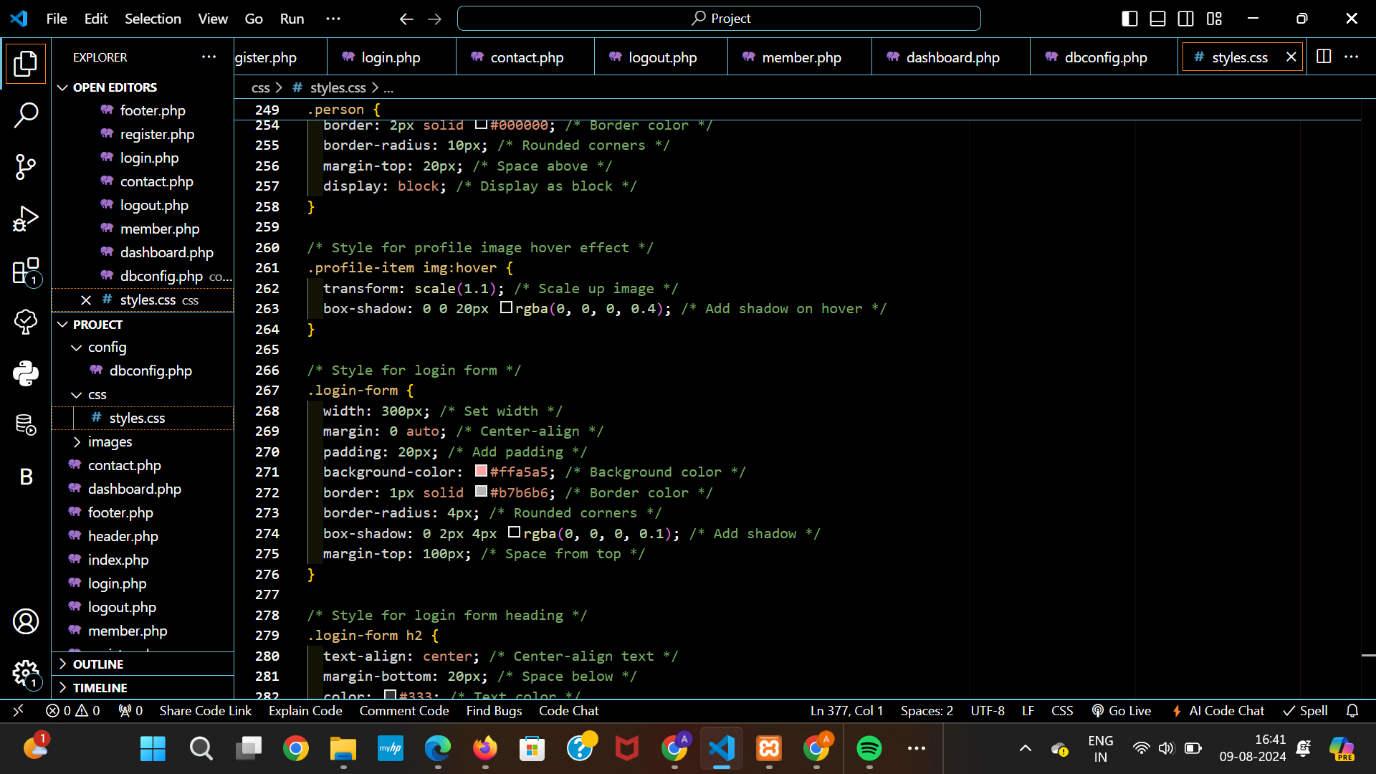 File Edit Selection View Go Run ···
Project
EXPLORER ···
gister.php login.php contact.php logout.php member.php dashboard.php dbconfig.php # styles.css ···
OPEN EDITORS
footer.php
register.php
login.php
contact.php
logout.php
member.php
dashboard.php
dbconfig.php co...
# styles.css css
PROJECT
config
dbconfig.php
css
# styles.css
images
contact.php
dashboard.php
footer.php
header.php
index.php
login.php
logout.php
member.php
OUTLINE
TIMELINE
1
B
1
css > # styles.css > ...
249 .person {
254 border: 2px solid #000000; /* Border color */
255 border-radius: 10px; /* Rounded corners */
256 margin-top: 20px; /* Space above */
257 display: block; /* Display as block */
258 }
259
260 /* Style for profile image hover effect */
261 .profile-item img:hover {
262 transform: scale(1.1); /* Scale up image */
263 box-shadow: 0 0 20px rgba(0, 0, 0, 0.4); /* Add shadow on hover */
264 }
265
266 /* Style for login form */
267 .login-form {
268 width: 300px; /* Set width */
269 margin: 0 auto; /* Center-align */
270 padding: 20px; /* Add padding */
271 background-color: #ffa5a5; /* Background color */
272 border: 1px solid #b7b6b6; /* Border color */
273 border-radius: 4px; /* Rounded corners */
274 box-shadow: 0 2px 4px rgba(0, 0, 0, 0.1); /* Add shadow */
275 margin-top: 100px; /* Space from top */
276 }
277
278 /* Style for login form heading */
279 .login-form h2 {
280 text-align: center; /* Center-align text */
281 margin-bottom: 20px; /* Space below */
282 color: #333; /* Text color */
0 0 0 Share Code Link Explain Code Comment Code Find Bugs Code Chat Ln 377, Col 1 Spaces: 2 UTF-8 LF CSS Go Live AI Code Chat Spell
1 myhp A A ··· ENG 16:41 PRE
IN 09-08-2024